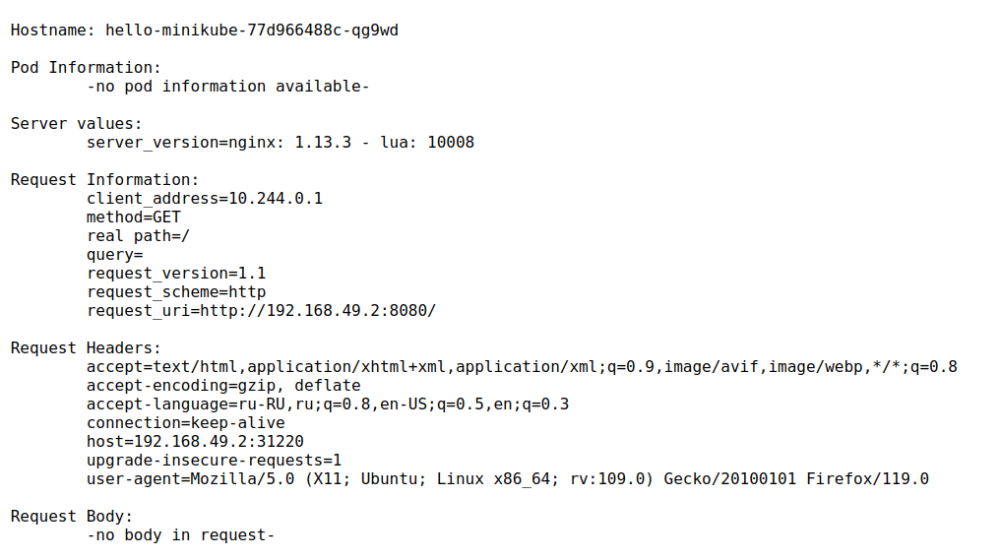 Hostname: hello-minikube-77d966488c-qg9wd
Pod Information:
-no pod information available-
Server values:
server_version=nginx: 1.13.3 - lua: 10008
Request Information:
client_address=10.244.0.1
method=GET
real path=/
query=
request_version=1.1
request_scheme=http
request_uri=http://192.168.49.2:8080/
Request Headers:
accept=text/html,application/xhtml+xml,application/xml;q=0.9,image/avif,image/webp,*/*;q=0.8
accept-encoding=gzip, deflate
accept-language=ru-RU,ru;q=0.8,en-US;q=0.5,en;q=0.3
connection=keep-alive
host=192.168.49.2:31220
upgrade-insecure-requests=1
user-agent=Mozilla/5.0 (X11; Ubuntu; Linux x86_64; rv:109.0) Gecko/20100101 Firefox/119.0
Request Body:
-no body in request-